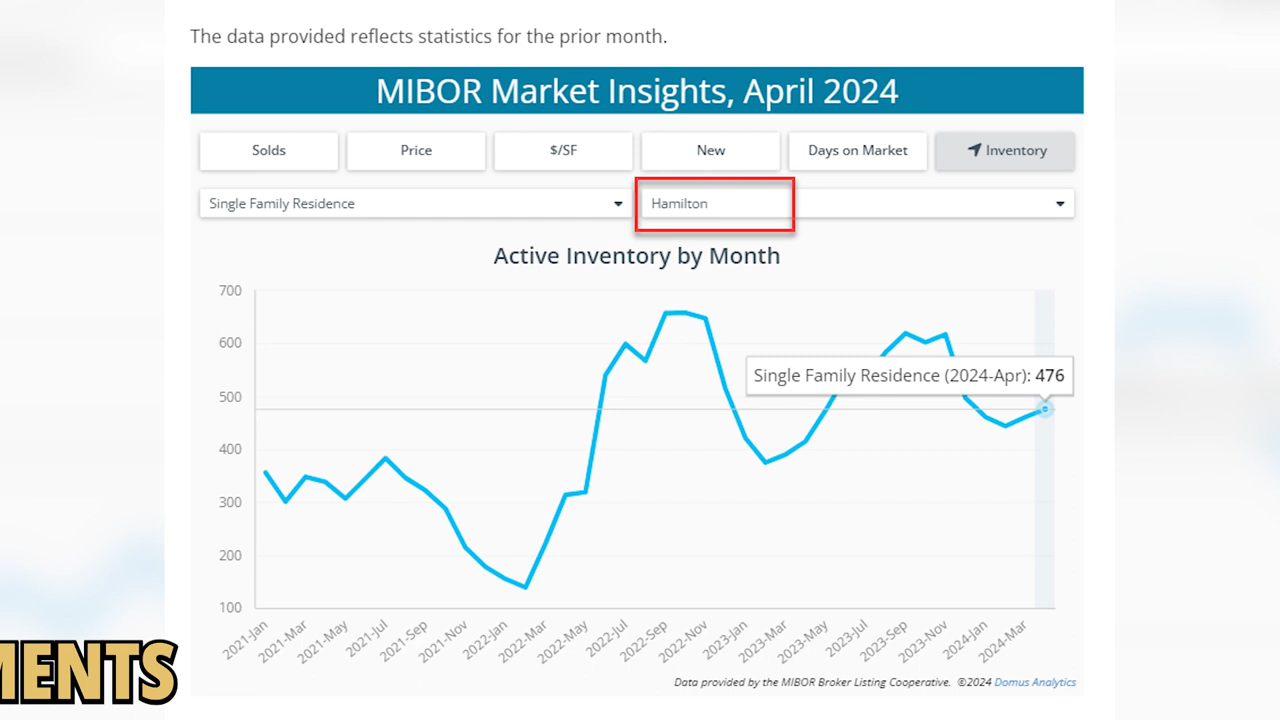 The data provided reflects statistics for the prior month.
MIBOR Market Insights, April 2024
Solds Price $/SF New Days on Market Inventory
Single Family Residence Hamilton
Active Inventory by Month
700
600
Single Family Residence (2024-Apr): 476
500
400
300
200
100
2021-Jan 2021-Mar 2021-May 2021-Jul 2021-Sep 2021-Nov 2022-Jan 2022-Mar 2022-May 2022-Jul 2022-Sep 2022-Nov 2023-Jan 2023-Mar 2023-May 2023-Jul 2023-Sep 2023-Nov 2024-Jan 2024-Mar
MENTS
Data provided by the MIBOR Broker Listing Cooperative. ©2024 Domus Analytics